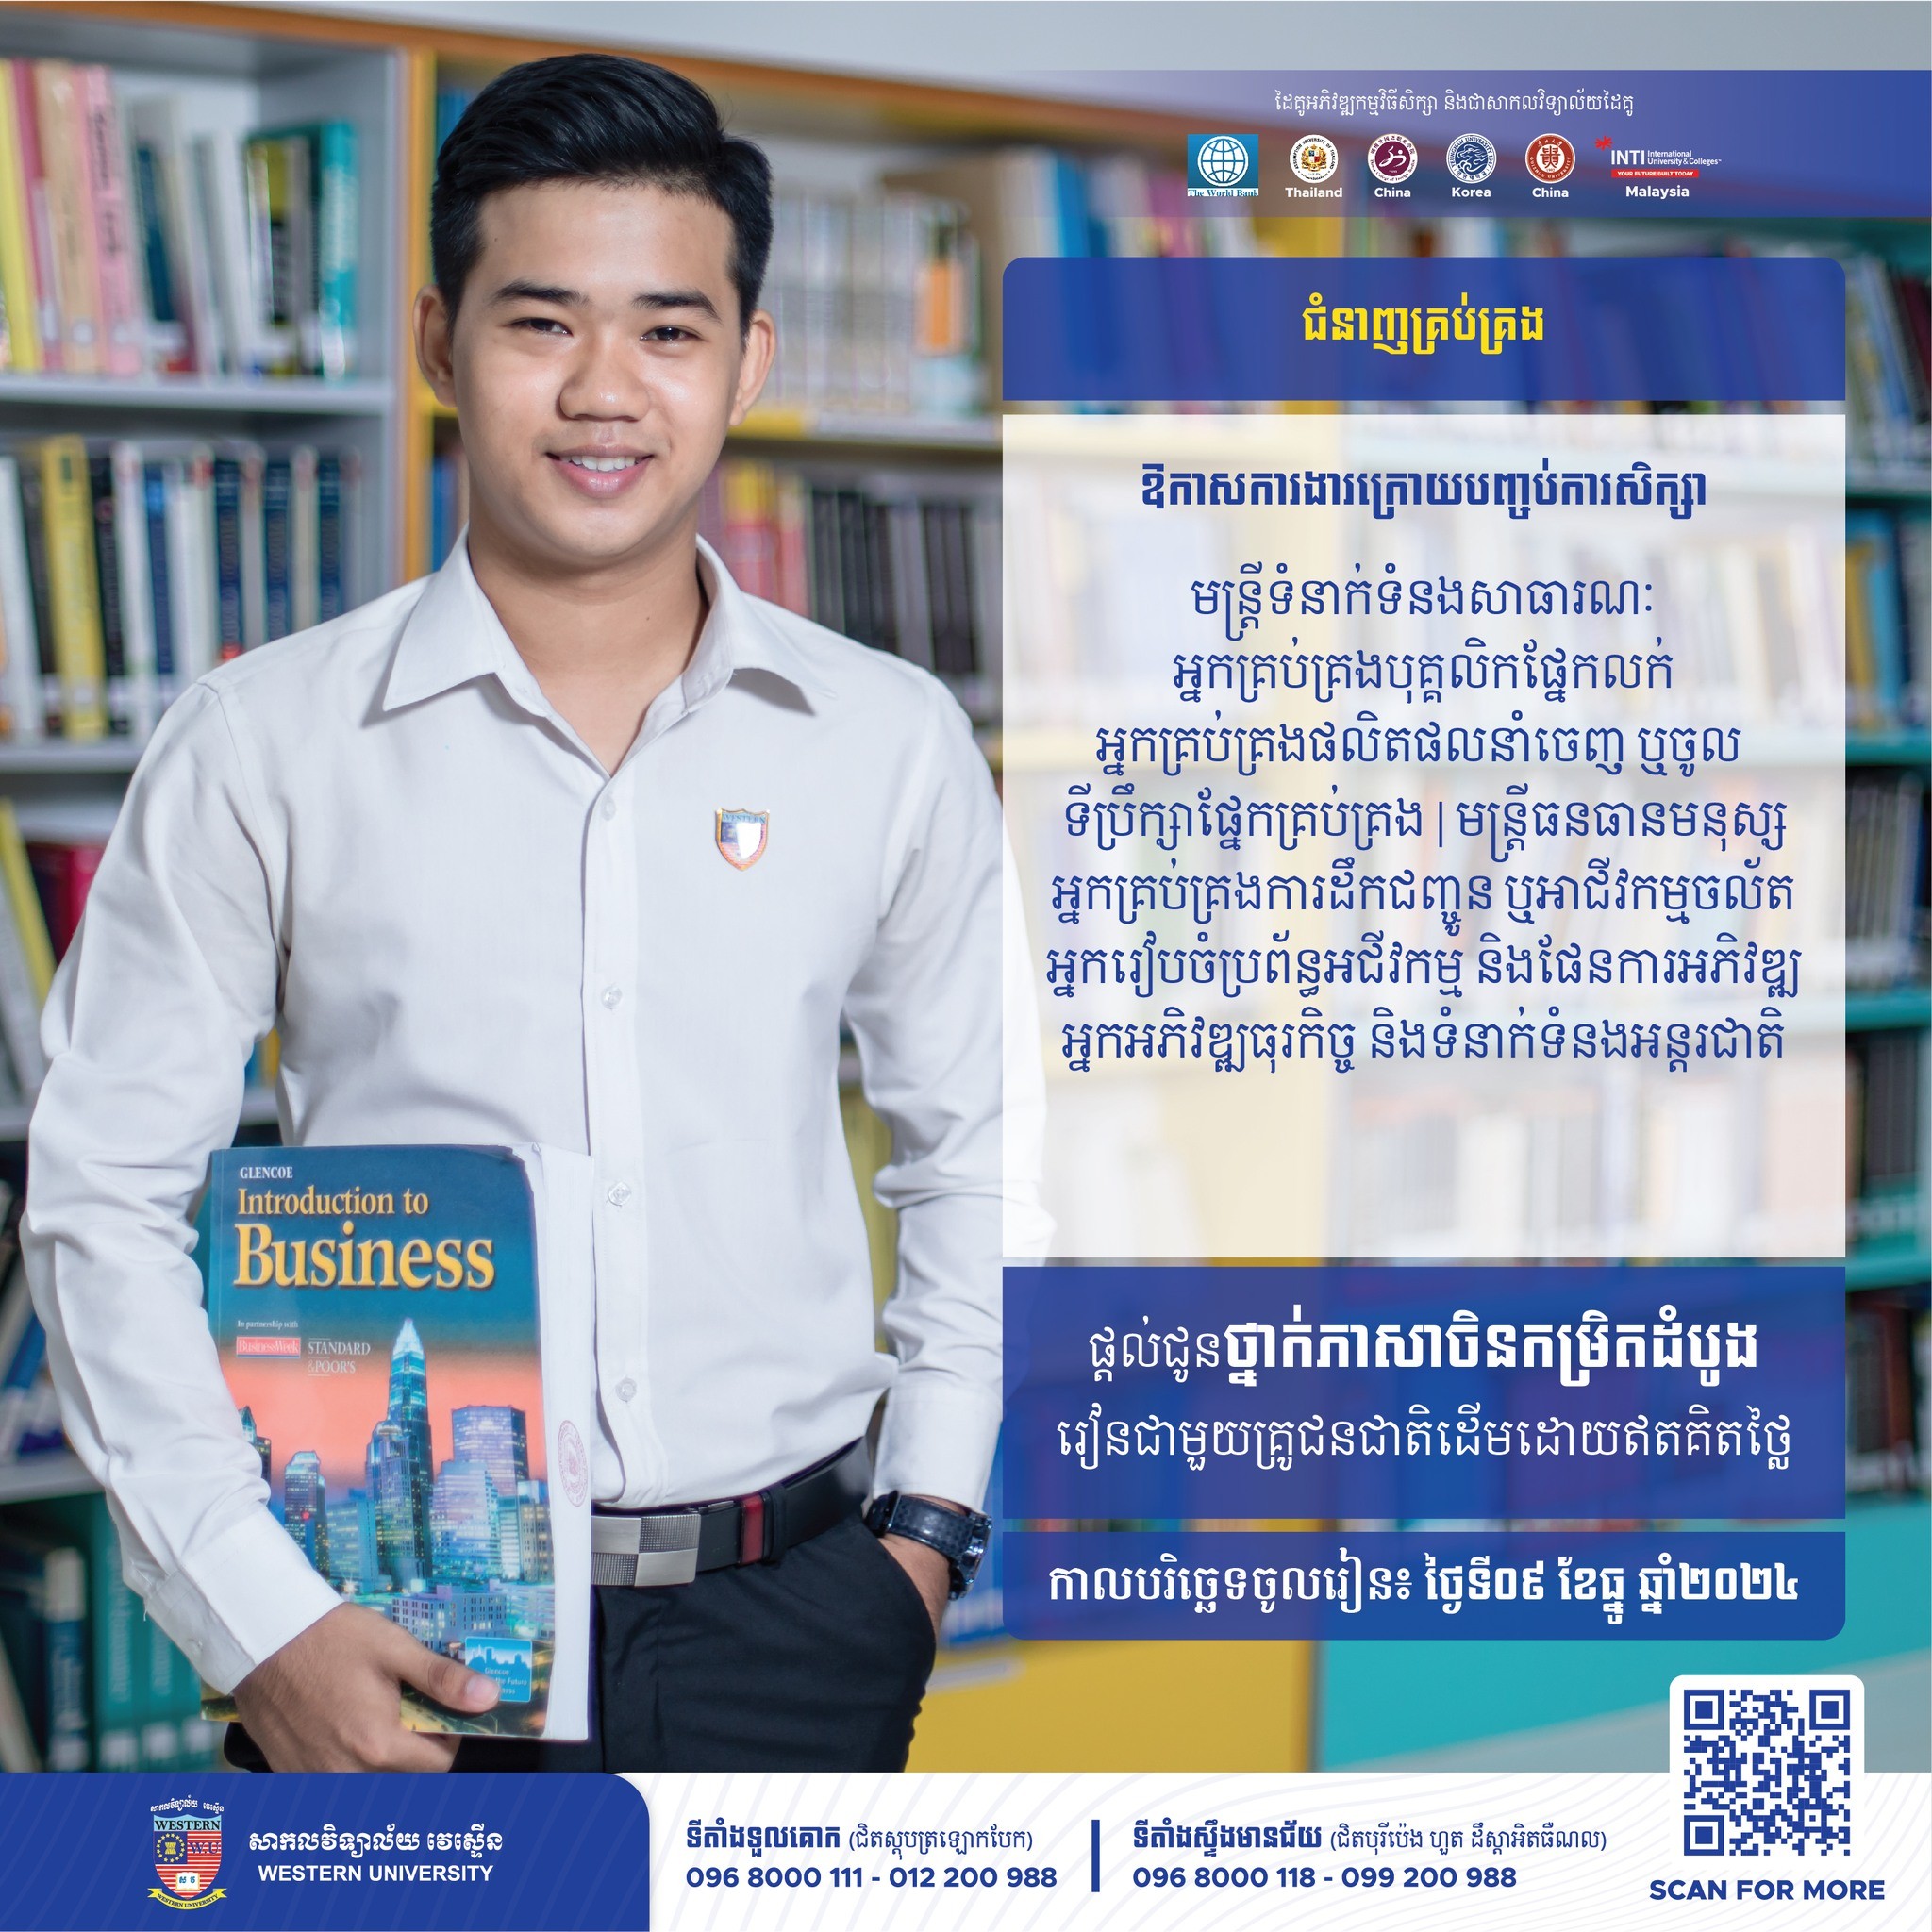 ដៃគូអភិវឌ្ឍកម្មវិធីសិក្សា និងជាសាកលវិទ្យាល័យដៃគូ
The World Bank
Thailand
China
Korea
China
INTI International University & Colleges
YOUR FUTURE BUILT TODAY
Malaysia
ជំនាញគ្រប់គ្រង
ឱកាសការងារក្រោយបញ្ចប់ការសិក្សា
មន្ត្រីទំនាក់ទំនងសាធារណៈ
អ្នកគ្រប់គ្រងបុគ្គលិកផ្នែកលក់
អ្នកគ្រប់គ្រងផលិតផលនាំចេញ ឬចូល
ទីប្រឹក្សាផ្នែកគ្រប់គ្រង | មន្ត្រីធនធានមនុស្ស
អ្នកគ្រប់គ្រងការដឹកជញ្ជូន ឬអាជីវកម្មចល័ត
អ្នករៀបចំប្រព័ន្ធអជីវកម្ម និងផែនការអភិវឌ្ឍ
អ្នកអភិវឌ្ឍធុរកិច្ច និងទំនាក់ទំនងអន្តរជាតិ
ផ្តល់ជូនថ្នាក់ភាសាចិនកម្រិតដំបូង
រៀនជាមួយគ្រូជនជាតិដើមដោយឥតគិតថ្លៃ
កាលបរិច្ឆេទចូលរៀន៖ ថ្ងៃទី០៩ ខែធ្នូ ឆ្នាំ២០២៤
WESTERN
GLENCOE
Introduction to
Business
In partnership with
BusinessWeek
STANDARD
&POOR'S
សាកលវិទ្យាល័យ វេស្ទើន
WESTERN
WESTERN UNIVERSITY
សាកលវិទ្យាល័យ វេស្ទើន
WESTERN UNIVERSITY
ទីតាំងទួលគោក (ជិតស្តុបត្រឡោកបែក)
096 8000 111 - 012 200 988
ទីតាំងស្ទឹងមានជ័យ (ជិតបុរីប៉េង ហួត ដឹស្តាអិតធឺណល)
096 8000 118 - 099 200 988
SCAN FOR MORE